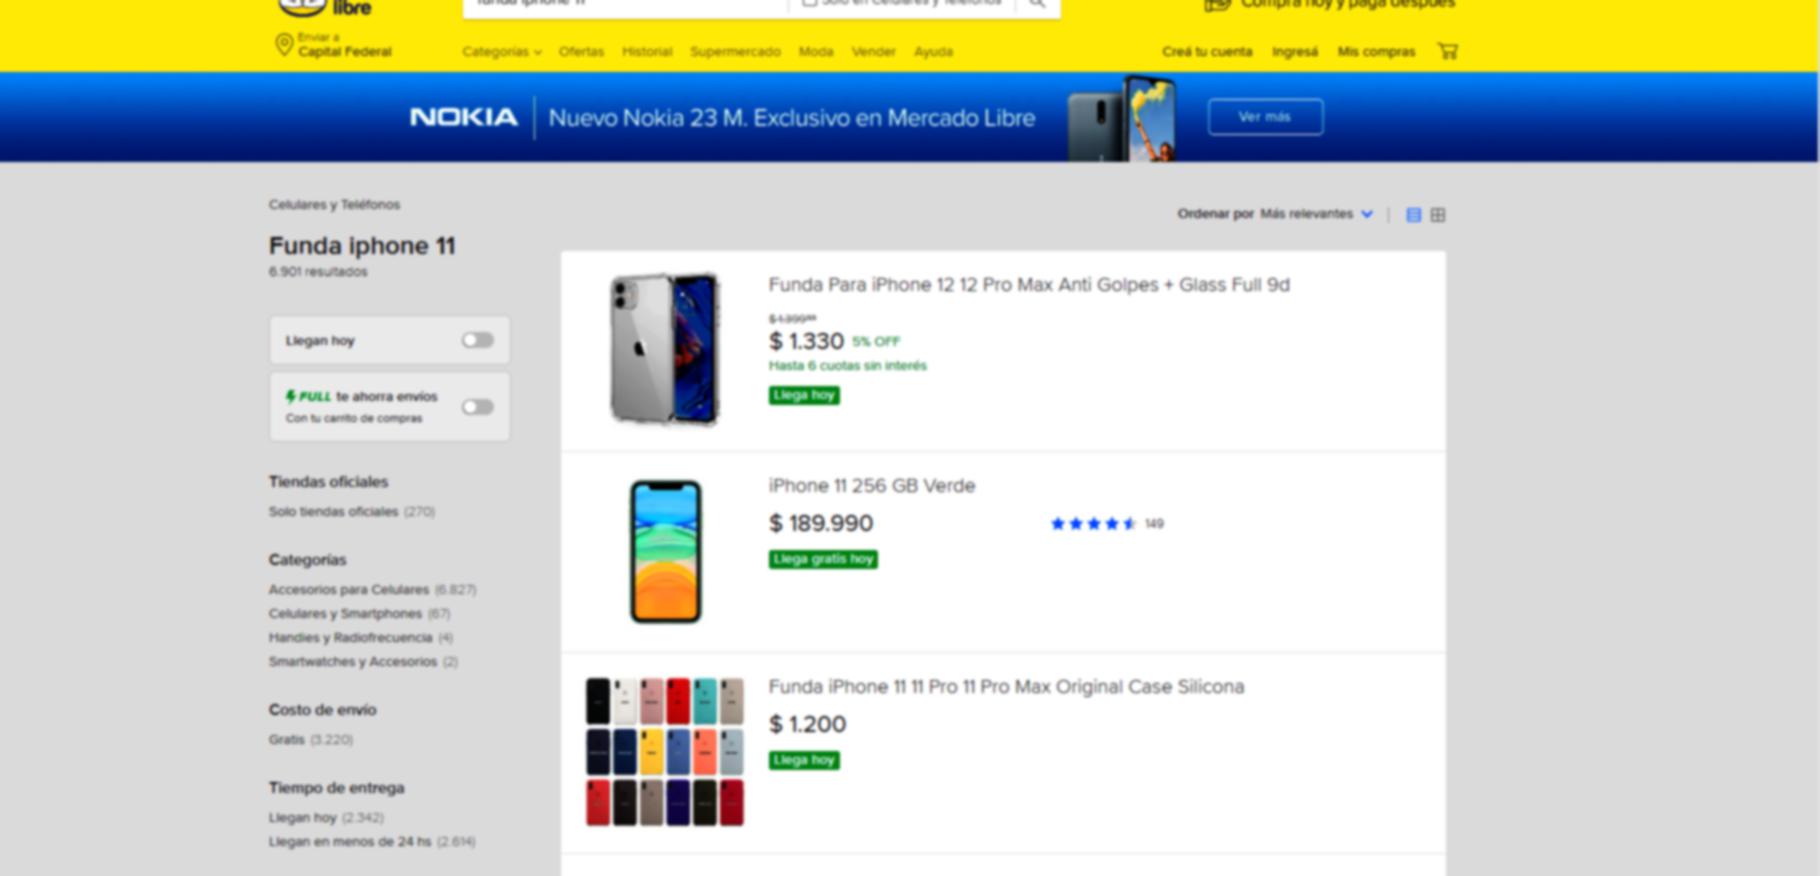 libre
funda iphone 11
Solo en Celulares y Teléfonos
Compra hoy y paga después
Enviar a
Capital Federal
Categorías
Ofertas
Historial
Supermercado
Moda
Vender
Ayuda
Creá tu cuenta
Ingresá
Mis compras
NOKIA
Nuevo Nokia 23 M. Exclusivo en Mercado Libre
Ver más
Celulares y Teléfonos
Funda iphone 11
6.901 resultados
Ordenar por Más relevantes
Llegan hoy
FULL te ahorra envíos
Con tu carrito de compras
Tiendas oficiales
Solo tiendas oficiales (270)
Categorías
Accesorios para Celulares (6.827)
Celulares y Smartphones (67)
Handies y Radiofrecuencia (4)
Smartwatches y Accesorios (2)
Costo de envío
Gratis (3.220)
Tiempo de entrega
Llegan hoy (2.342)
Llegan en menos de 24 hs (2.614)
Funda Para iPhone 12 12 Pro Max Anti Golpes + Glass Full 9d
$ 1.399⁹⁹
$ 1.330 5% OFF
Hasta 6 cuotas sin interés
Llega hoy
iPhone 11 256 GB Verde
$ 189.990
149
Llega gratis hoy
Funda iPhone 11 11 Pro 11 Pro Max Original Case Silicona
$ 1.200
Llega hoy